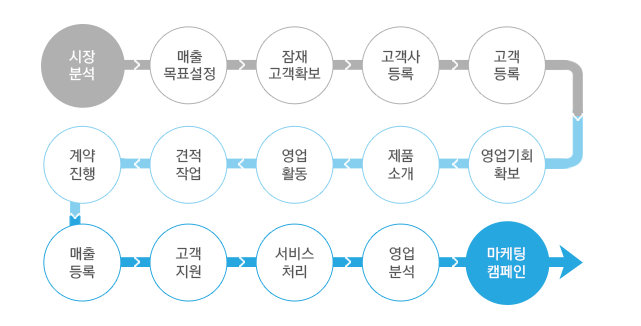 시장
분석
매출
목표설정
잠재
고객확보
고객사
등록
고객
등록
영업기회
확보
제품
소개
영업
활동
견적
작업
계약
진행
매출
등록
고객
지원
서비스
처리
영업
분석
마케팅
캠페인